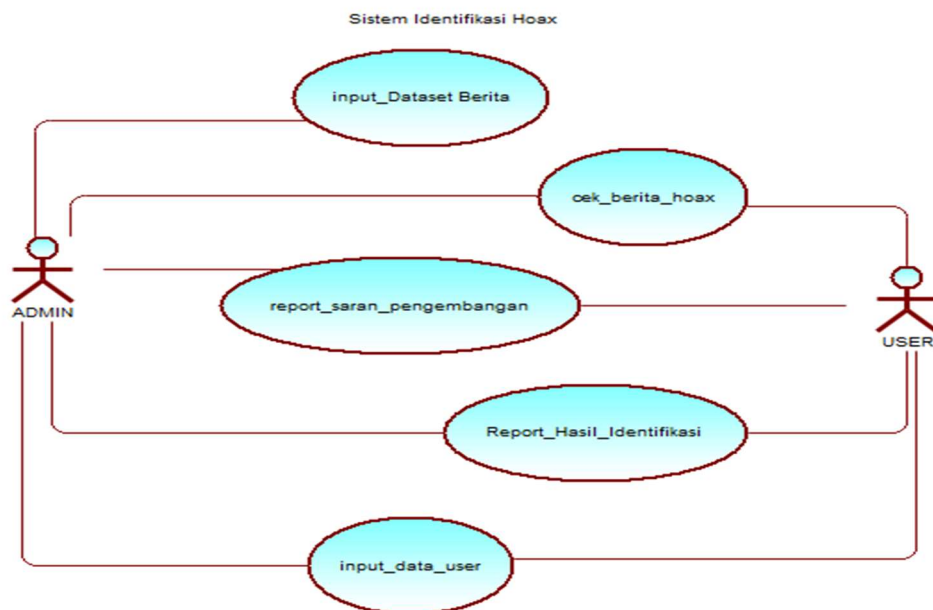 Sistem Identifikasi Hoax
input_Dataset Berita
cek_berita_hoax
report_saran_pengembangan
ADMIN
USER
Report_Hasil_Identifikasi
input_data_user